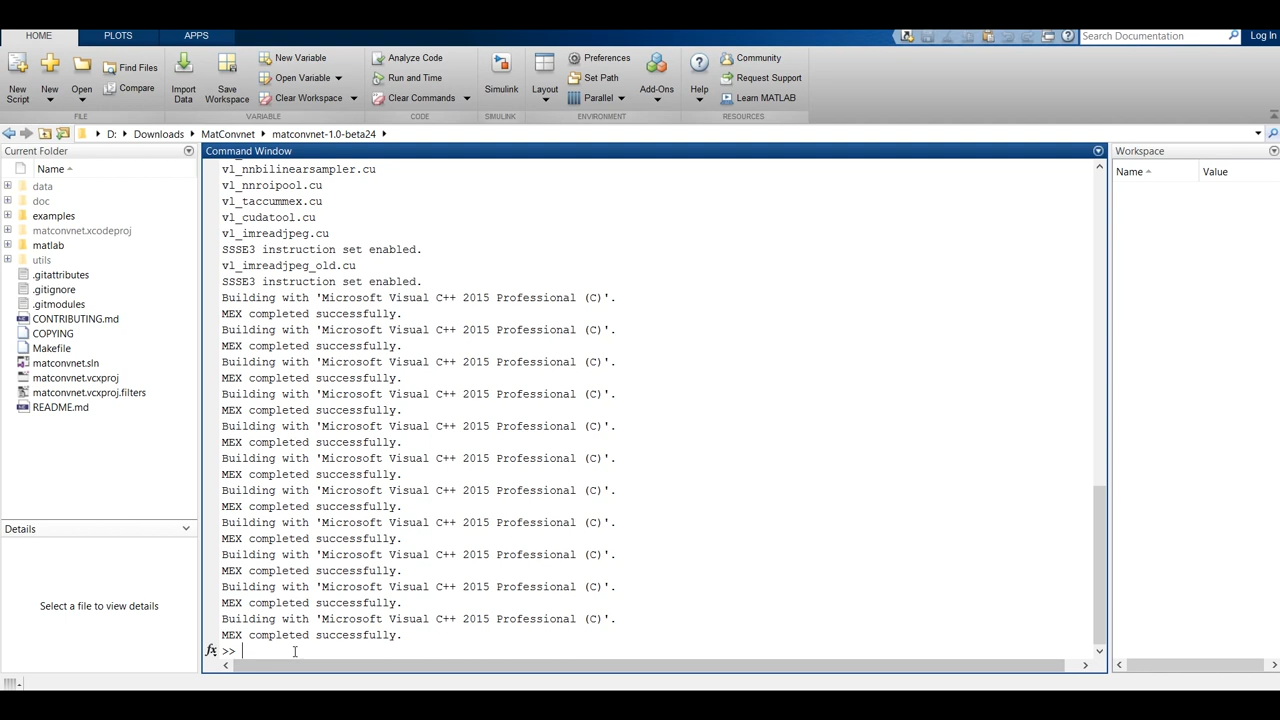 HOME PLOTS APPS Search Documentation Log In
New Script
New
Open
Find Files
Compare
FILE
Import Data
Save Workspace
New Variable
Open Variable
Clear Workspace
VARIABLE
Analyze Code
Run and Time
Clear Commands
CODE
Simulink
SIMULINK
Layout
Preferences
Set Path
Parallel
ENVIRONMENT
Add-Ons
Help
Community
Request Support
Learn MATLAB
RESOURCES
D: Downloads MatConvnet matconvnet-1.0-beta24
Current Folder
Name
data
doc
examples
matconvnet.xcodeproj
matlab
utils
.gitattributes
.gitignore
.gitmodules
CONTRIBUTING.md
COPYING
Makefile
matconvnet.sln
matconvnet.vcxproj
matconvnet.vcxproj.filters
README.md
Details
Select a file to view details
Command Window
vl_nnbilinearsampler.cu
vl_nnroipool.cu
vl_taccummex.cu
vl_cudatool.cu
vl_imreadjpeg.cu
SSSE3 instruction set enabled.
vl_imreadjpeg_old.cu
SSSE3 instruction set enabled.
Building with 'Microsoft Visual C++ 2015 Professional (C)'.
MEX completed successfully.
Building with 'Microsoft Visual C++ 2015 Professional (C)'.
MEX completed successfully.
Building with 'Microsoft Visual C++ 2015 Professional (C)'.
MEX completed successfully.
Building with 'Microsoft Visual C++ 2015 Professional (C)'.
MEX completed successfully.
Building with 'Microsoft Visual C++ 2015 Professional (C)'.
MEX completed successfully.
Building with 'Microsoft Visual C++ 2015 Professional (C)'.
MEX completed successfully.
Building with 'Microsoft Visual C++ 2015 Professional (C)'.
MEX completed successfully.
Building with 'Microsoft Visual C++ 2015 Professional (C)'.
MEX completed successfully.
Building with 'Microsoft Visual C++ 2015 Professional (C)'.
MEX completed successfully.
Building with 'Microsoft Visual C++ 2015 Professional (C)'.
MEX completed successfully.
Building with 'Microsoft Visual C++ 2015 Professional (C)'.
MEX completed successfully.
fx >>
Workspace
Name Value